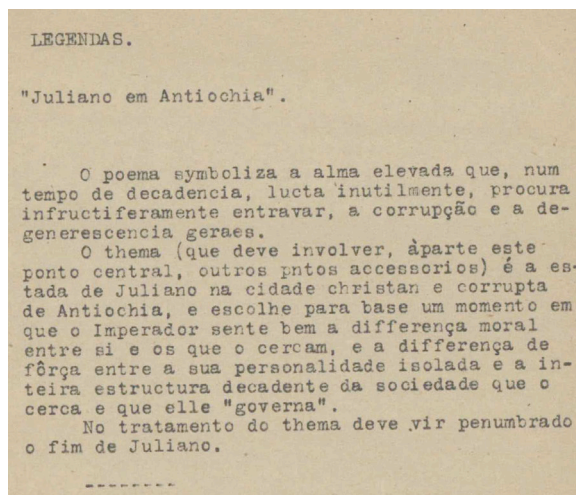 LEGENDAS.
"Juliano em Antiochia".
O poema symboliza a alma elevada que, num
tempo de decadencia, lucta inutilmente, procura
infructiferamente entravar, a corrupção e a de-
generescencia geraes.
O thema (que deve involver, àparte este
ponto central, outros pntos accessorios) é a es-
tada de Juliano na cidade christan e corrupta
de Antiochia, e escolhe para base um momento em
que o Imperador sente bem a differença moral
entre si e os que o cercam, e a differença de
fôrça entre a sua personalidade isolada e a in-
teira estructura decadente da sociedade que o
cerca e que elle "governa".
No tratamento do thema deve vir penumbrado
o fim de Juliano.
--------